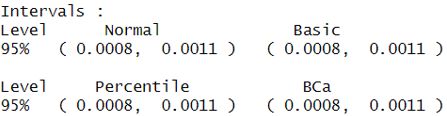 Intervals :
Level      Normal              Basic
95%   ( 0.0008,  0.0011 )   ( 0.0008,  0.0011 )
Level     Percentile            BCa
95%   ( 0.0008,  0.0011 )   ( 0.0008,  0.0011 )